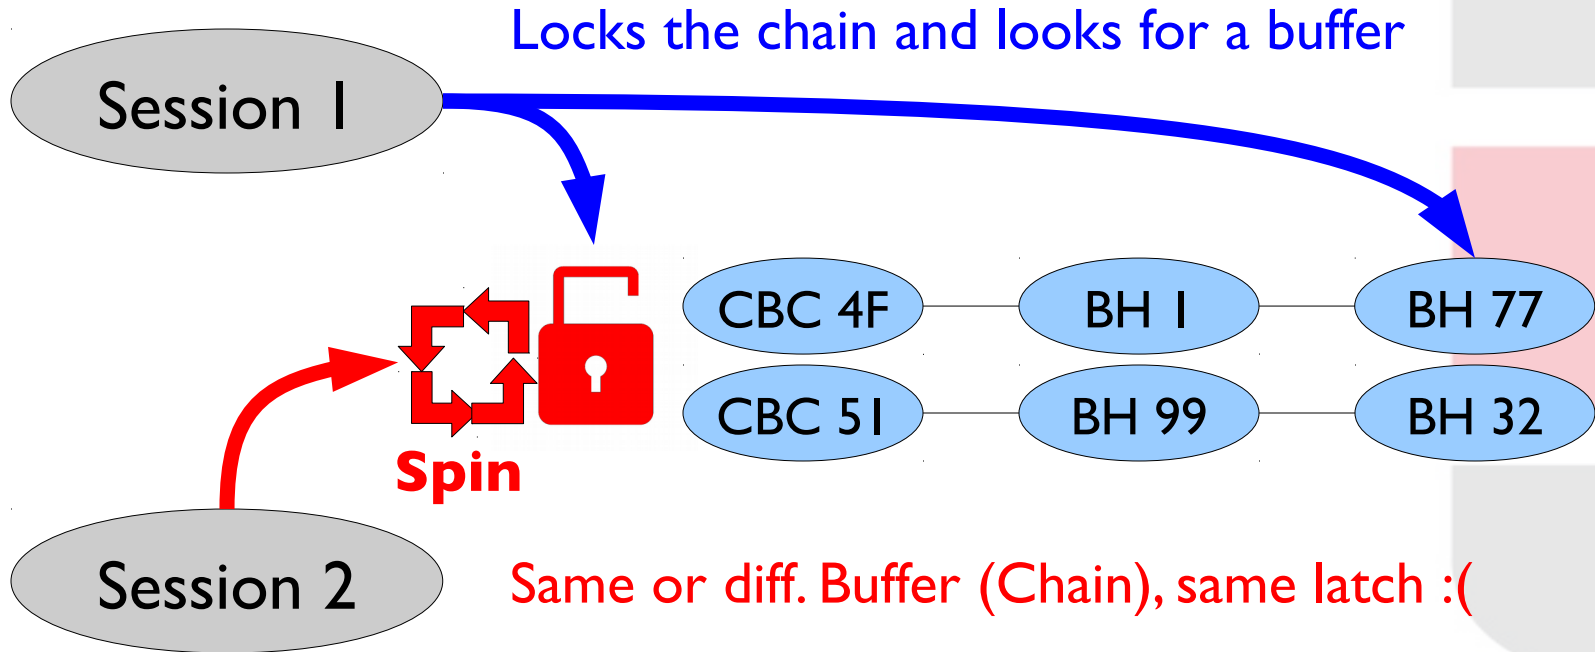 Locks the chain and looks for a buffer
Session 1
CBC 4F BH 1 BH 77
CBC 51 BH 99 BH 32
Spin
Session 2
Same or diff. Buffer (Chain), same latch :(